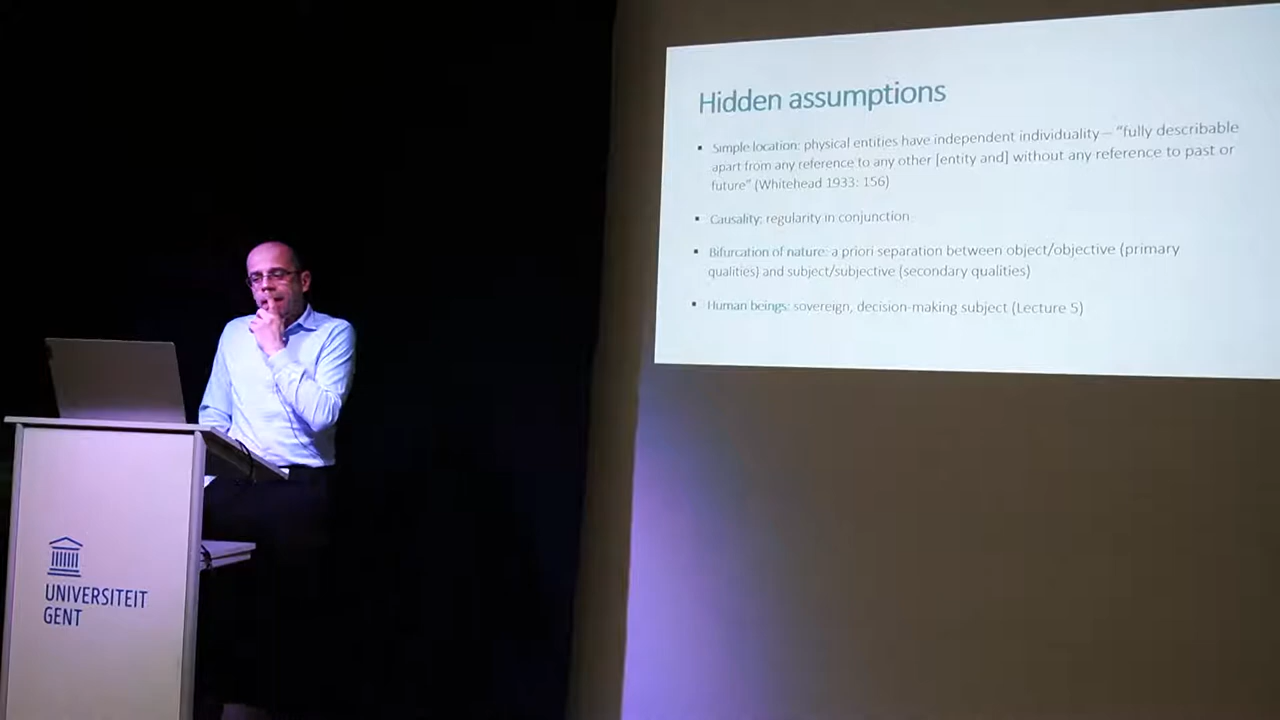 Hidden assumptions
▪ Simple location: physical entities have independent individuality – "fully describable
apart from any reference to any other [entity and] without any reference to past or
future" (Whitehead 1933: 156)
▪ Causality: regularity in conjunction
▪ Bifurcation of nature: a priori separation between object/objective (primary
qualities) and subject/subjective (secondary qualities)
▪ Human beings: sovereign, decision-making subject (Lecture 5)
UNIVERSITEIT
GENT